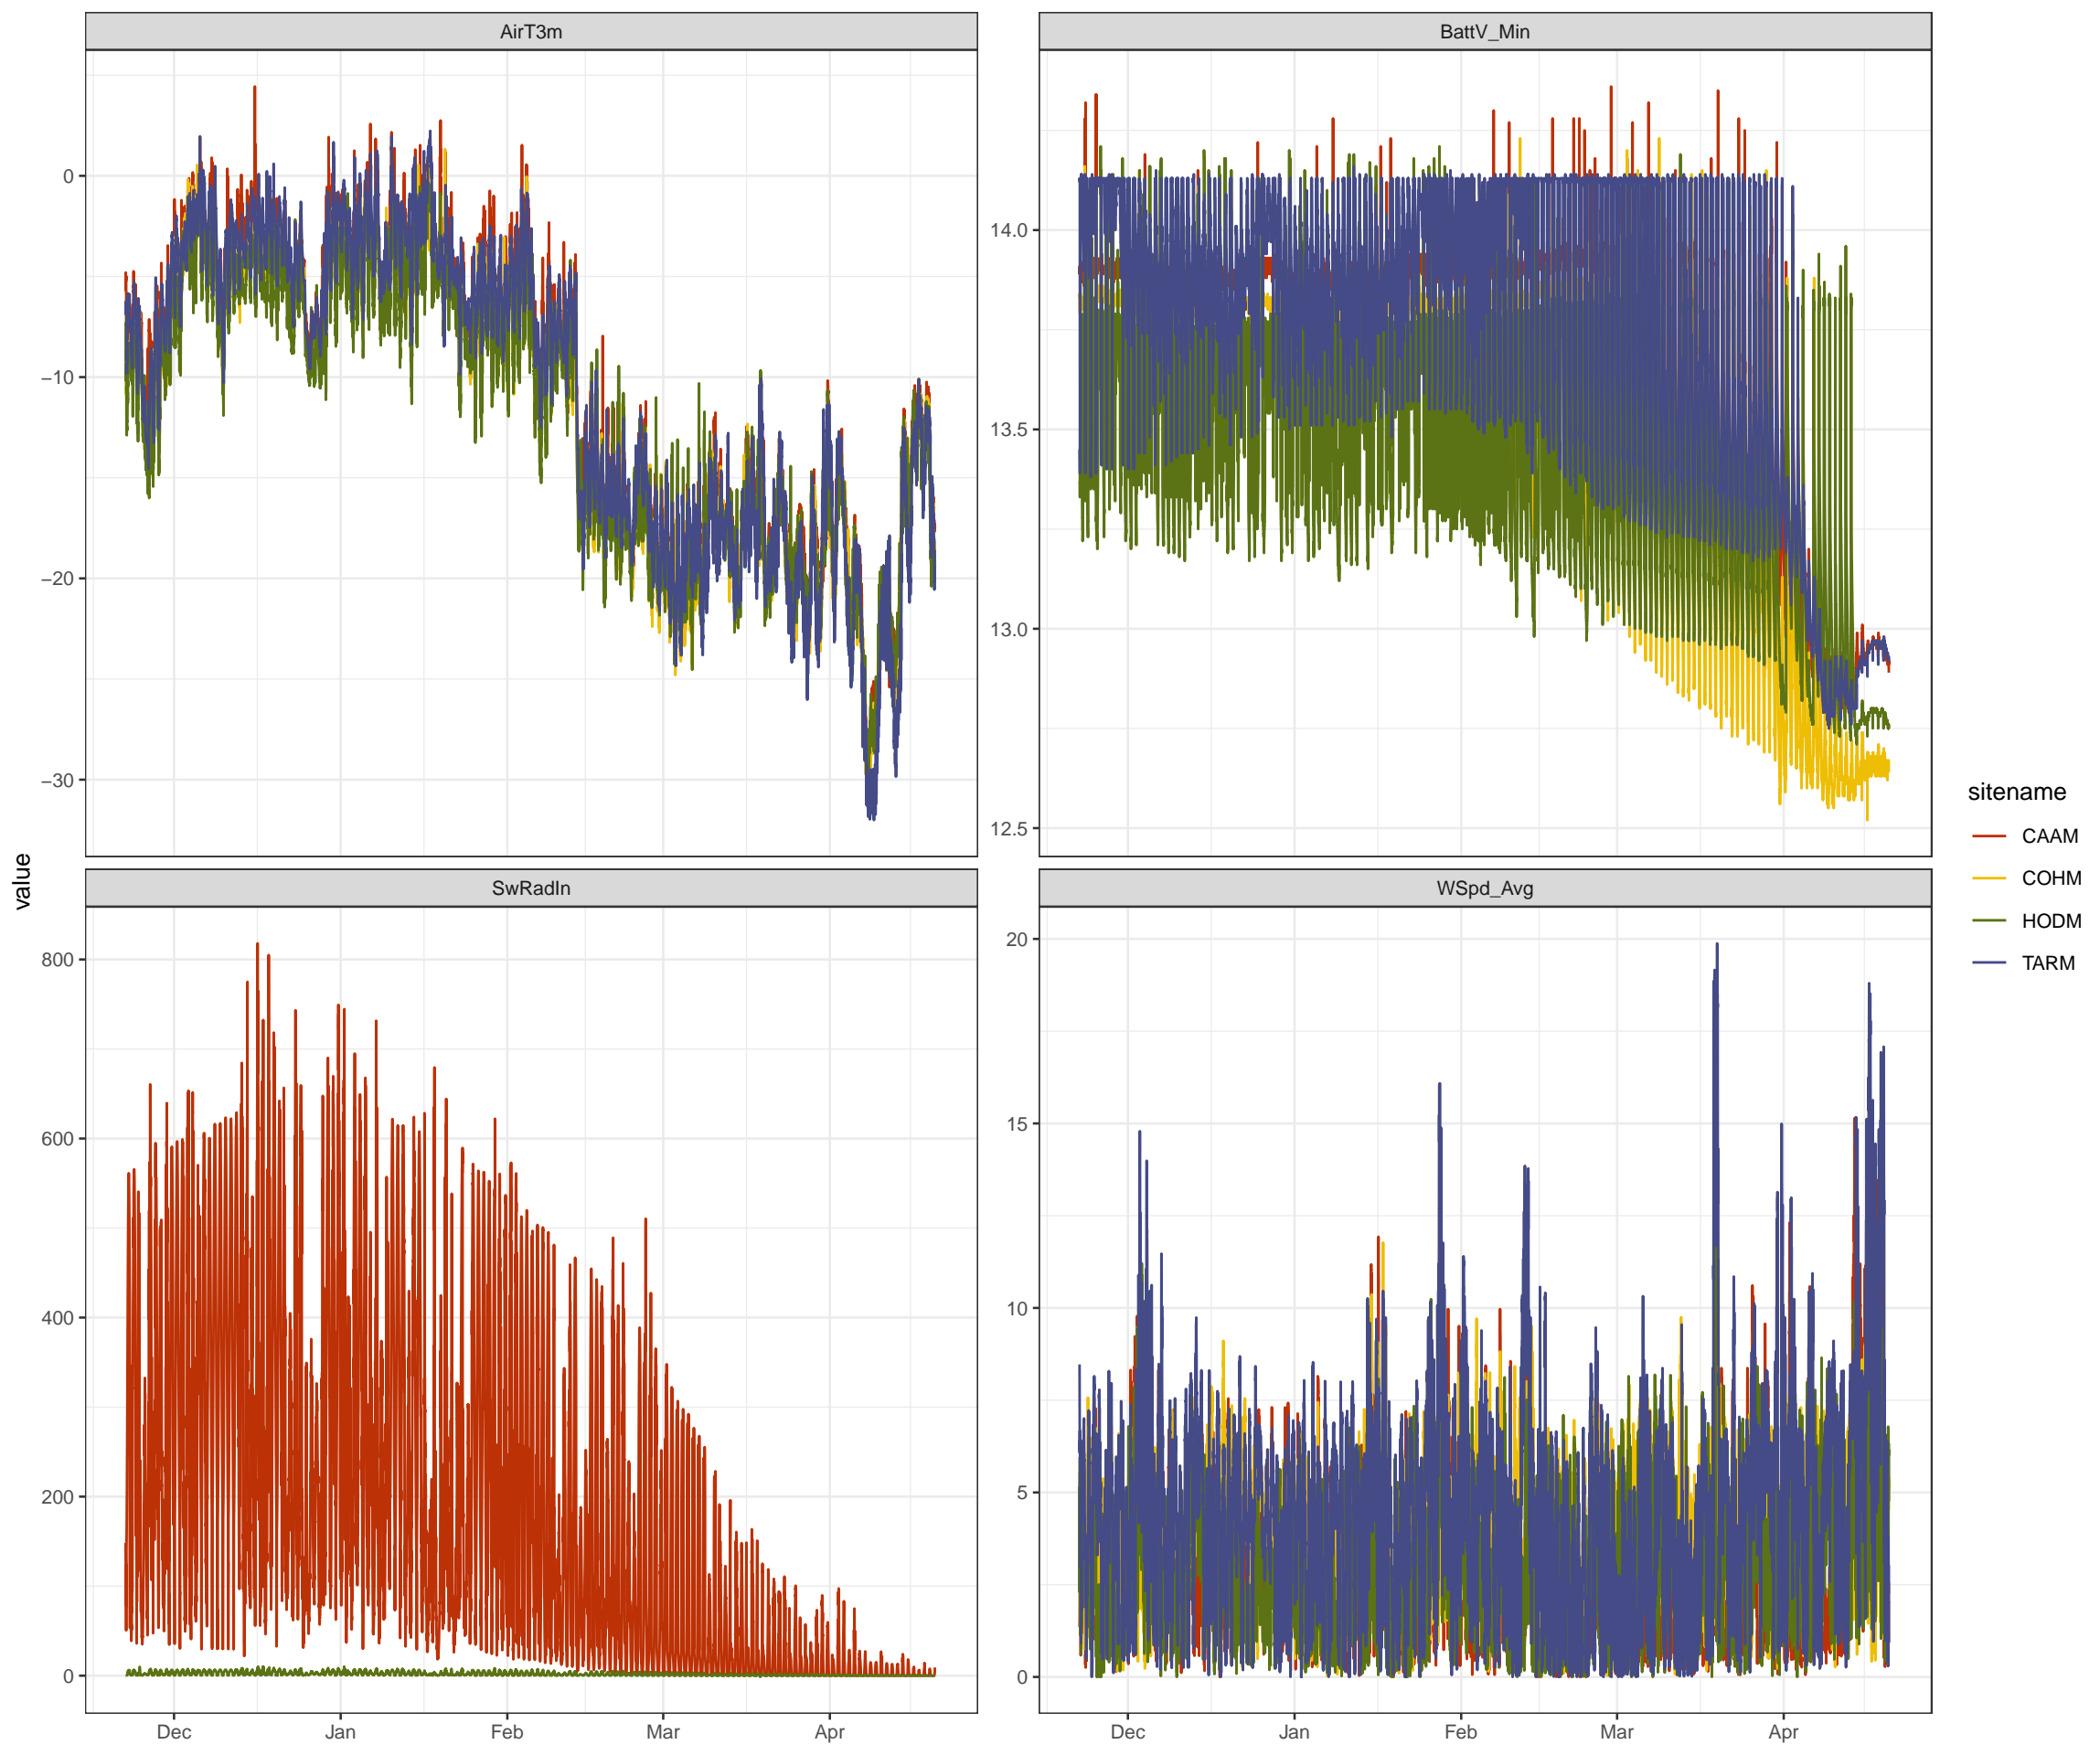 AirT3m
BattV_Min
0
−10
−20
−30
14.0
13.5
13.0
12.5
SwRadIn
WSpd_Avg
800
600
400
200
0
20
15
10
5
0
Dec
Jan
Feb
Mar
Apr
Dec
Jan
Feb
Mar
Apr
value
sitename
CAAM
COHM
HODM
TARM